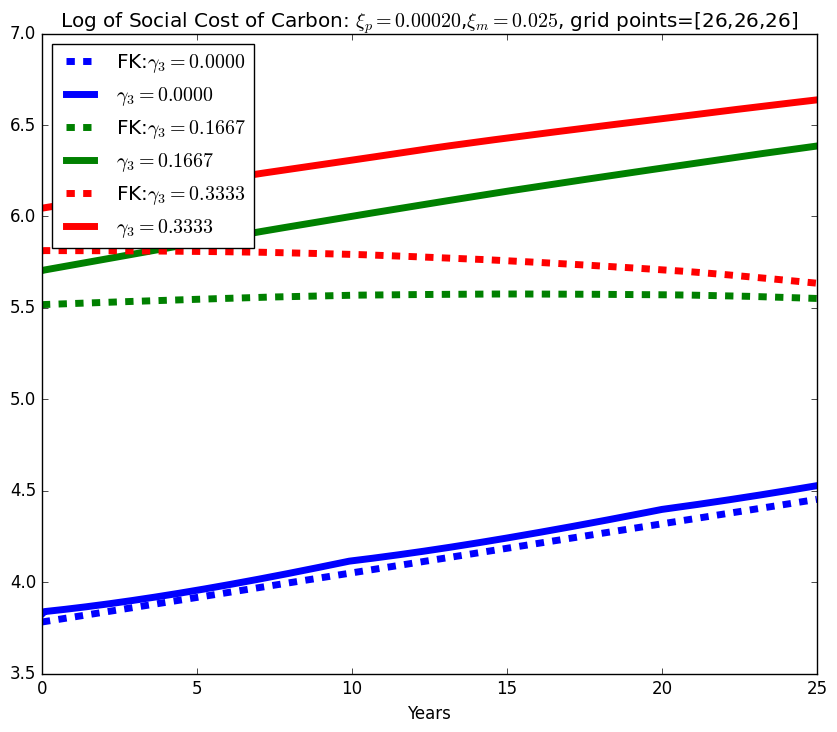 Log of Social Cost of Carbon: ξp = 0.00020,ξm = 0.025, grid points=[26,26,26]
7.0
FK:γ3 = 0.0000
γ3 = 0.0000
6.5
FK:γ3 = 0.1667
γ3 = 0.1667
FK:γ3 = 0.3333
6.0
γ3 = 0.3333
5.5
5.0
4.5
4.0
3.5
0 5 10 15 20 25
Years